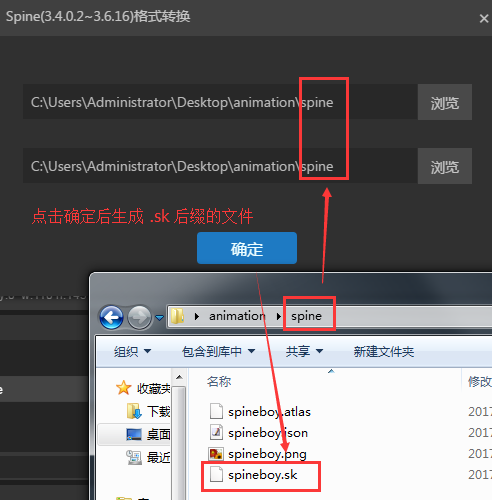 Spine(3.4.0.2~3.6.16)格式转换
C:\Users\Administrator\Desktop\animation\spine 浏览
C:\Users\Administrator\Desktop\animation\spine 浏览
点击确定后生成 .sk 后缀的文件
确定
animation spine
组织 包含到库中 共享 新建文件夹
收藏夹 名称 修改
下载 spineboy.atlas 2017
桌面 spineboy.json 2017
最近 spineboy.png 2017
spineboy.sk 2017